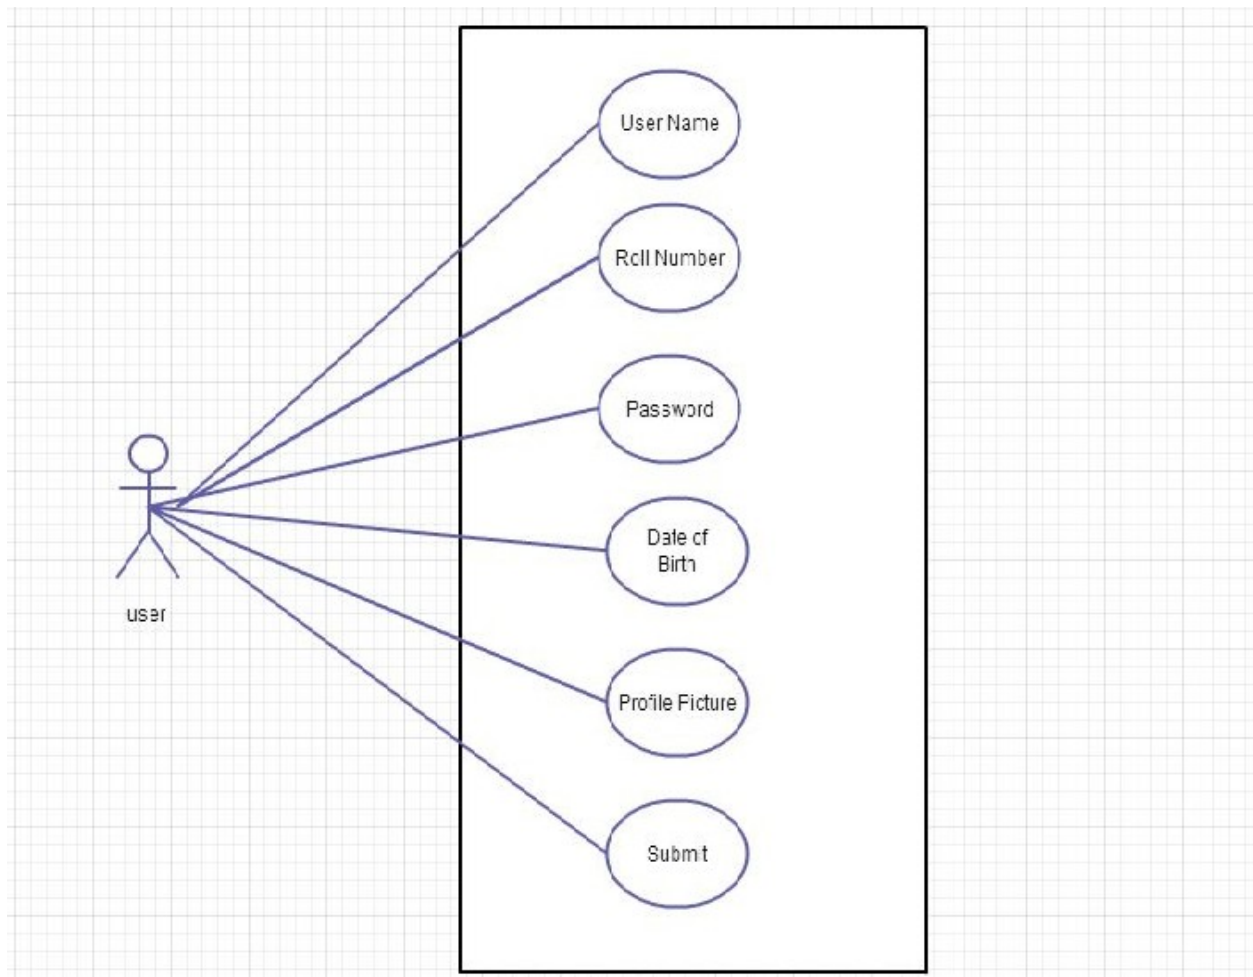 User Name
Roll Number
Password
Date of
Birth
user
Profile Picture
Submit